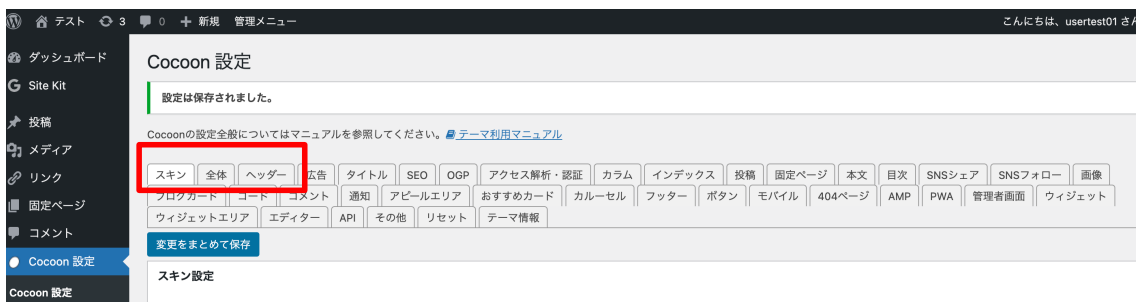 テスト 3 0 新規 管理メニュー こんにちは、usertest01 さん
ダッシュボード
Site Kit
投稿
メディア
リンク
固定ページ
コメント
Cocoon 設定
Cocoon 設定
Cocoon 設定
設定は保存されました。
Cocoonの設定全般についてはマニュアルを参照してください。 テーマ利用マニュアル
スキン 全体 ヘッダー 広告 タイトル SEO OGP アクセス解析・認証 カラム インデックス 投稿 固定ページ 本文 目次 SNSシェア SNSフォロー 画像
ブログカード コード コメント 通知 アピールエリア おすすめカード カルーセル フッター ボタン モバイル 404ページ AMP PWA 管理者画面 ウィジェット
ウィジェットエリア エディター API その他 リセット テーマ情報
変更をまとめて保存
スキン設定